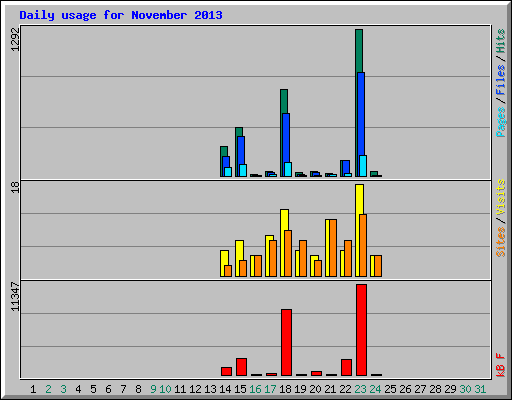 Daily usage for November 2013
1292
Pages / Files / Hits
18
Sites / Visits
11347
kB F
1 2 3 4 5 6 7 8 9 10 11 12 13 14 15 16 17 18 19 20 21 22 23 24 25 26 27 28 29 30 31